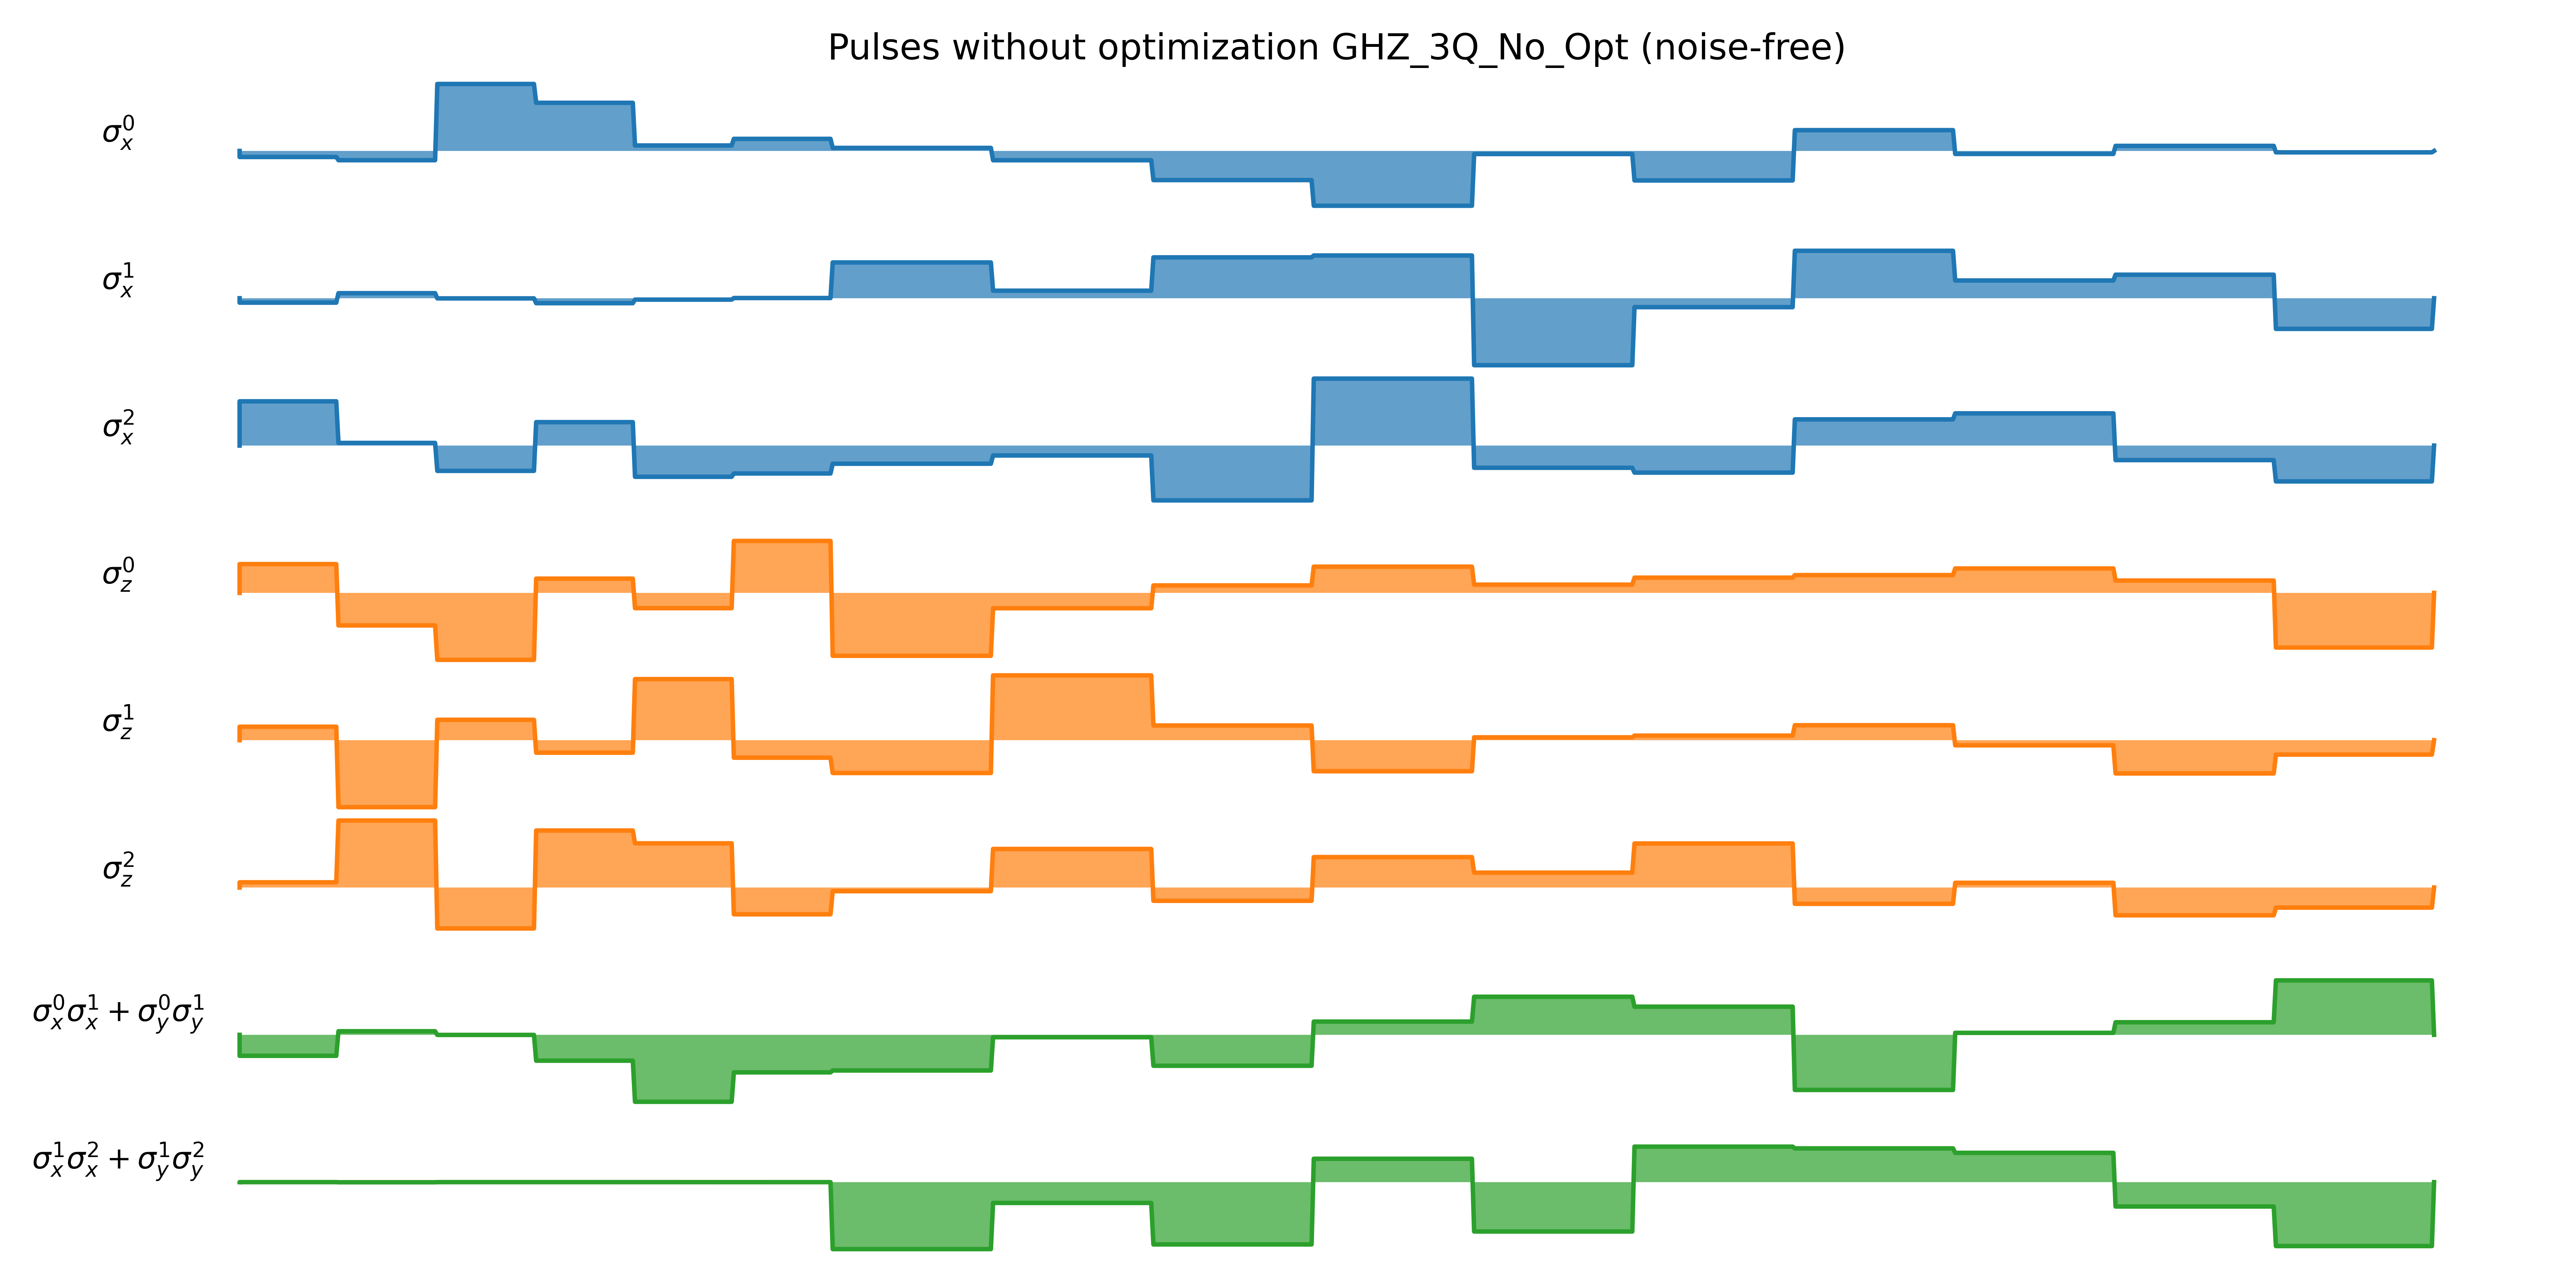 Pulses without optimization GHZ_3Q_No_Opt (noise-free)
σ_x^0
σ_x^1
σ_x^2
σ_z^0
σ_z^1
σ_z^2
σ_x^0σ_x^1 + σ_y^0σ_y^1
σ_x^1σ_x^2 + σ_y^1σ_y^2